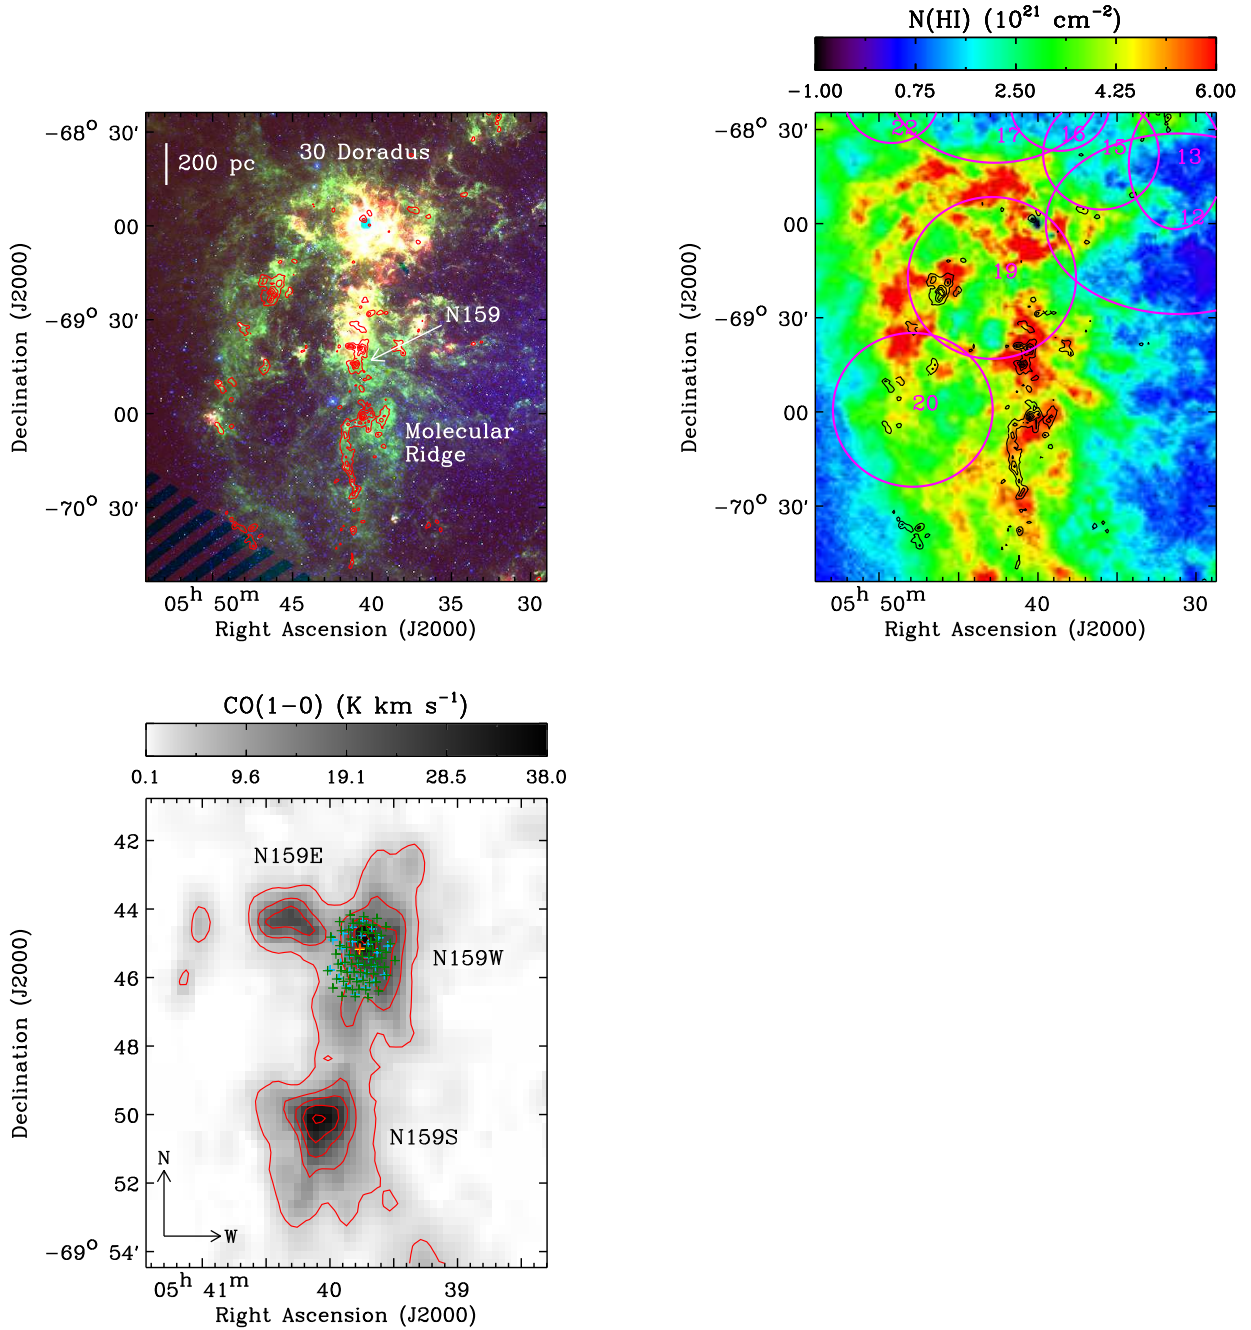 N(HI) (10²¹ cm⁻²)
−1.00 0.75 2.50 4.25 6.00
30 Doradus
200 pc
N159
Molecular
Ridge
−68° 30′
00
−69° 30′
00
−70° 30′
05ʰ 50ᵐ 45 40 35 30
Right Ascension (J2000)
Declination (J2000)
22 17 16 15 13
12
19
20
−68° 30′
00
−69° 30′
00
−70° 30′
05ʰ 50ᵐ 40 30
Right Ascension (J2000)
Declination (J2000)
CO(1−0) (K km s⁻¹)
0.1 9.6 19.1 28.5 38.0
N159E
N159W
N159S
N
W
42
44
46
48
50
52
−69° 54′
05ʰ 41ᵐ 40 39
Right Ascension (J2000)
Declination (J2000)